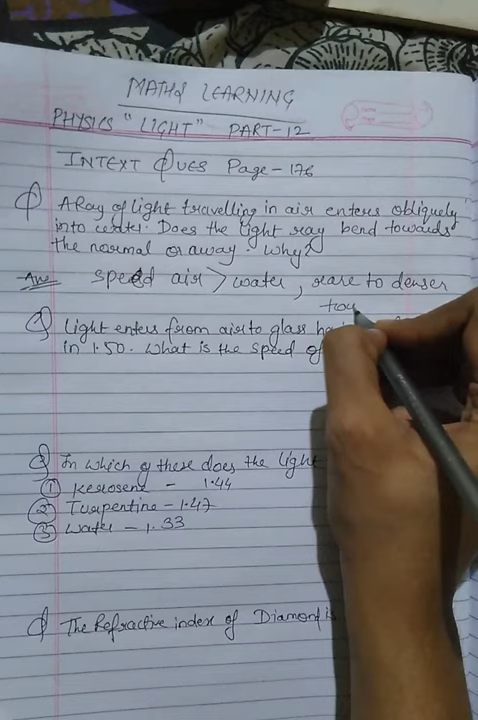 MATHS LEARNING
PHYSICS "LIGHT" PART-12
INTEXT QUES Page-176
Q A Ray of light travelling in air enters obliquely
into water. Does the light ray bend towards
the normal or away. Why?
Ans speed air > water, rare to denser
tow
Q Light enters from air to glass
in 1.50. What is the speed of
Q In which of these does the light
① Kerosene - 1.44
② Turpentine - 1.47
③ Water - 1.33
Q The Refractive index of Diamond is